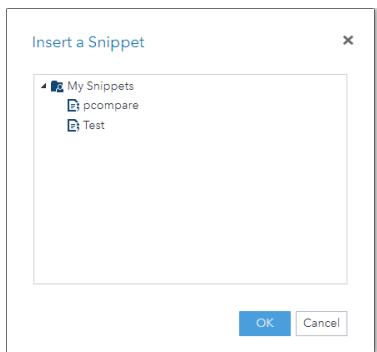 Insert a Snippet
My Snippets
pcompare
Test
OK
Cancel